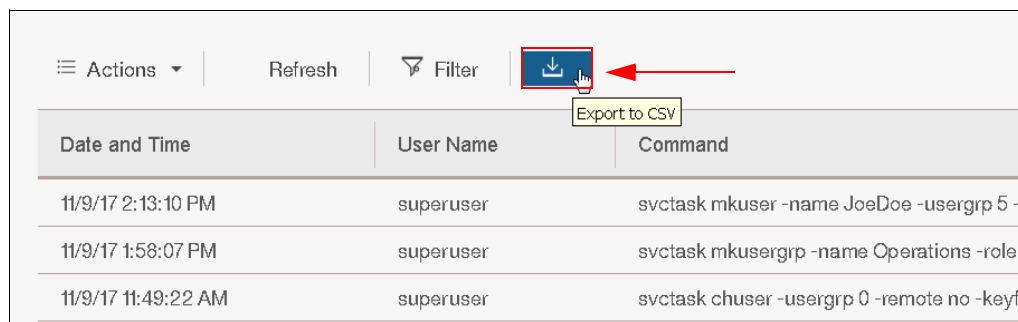 Actions Refresh Filter
Export to CSV
Date and Time User Name Command
11/9/17 2:13:10 PM superuser svctask mkuser -name JoeDoe -usergrp 5 -
11/9/17 1:58:07 PM superuser svctask mkusergrp -name Operations -role
11/9/17 11:49:22 AM superuser svctask chuser -usergrp 0 -remote no -keyf